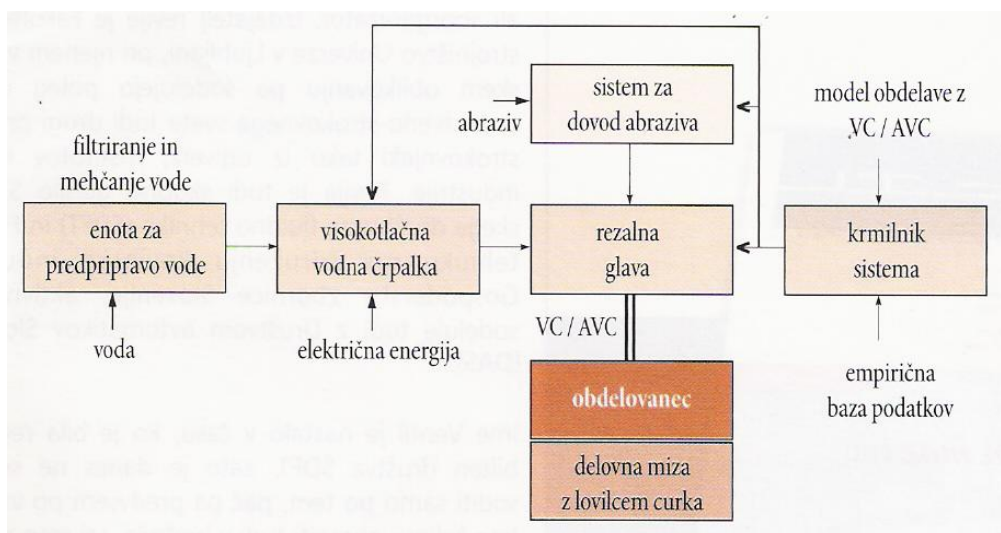 sistem za
dovod abraziva
abraziv
model obdelave z
VC / AVC
filtriranje in
mehčanje vode
enota za
predpripravo vode
visokotlačna
vodna črpalka
rezalna
glava
krmilnik
sistema
voda
električna energija
VC / AVC
obdelovanec
empirična
baza podatkov
delovna miza
z lovilcem curka